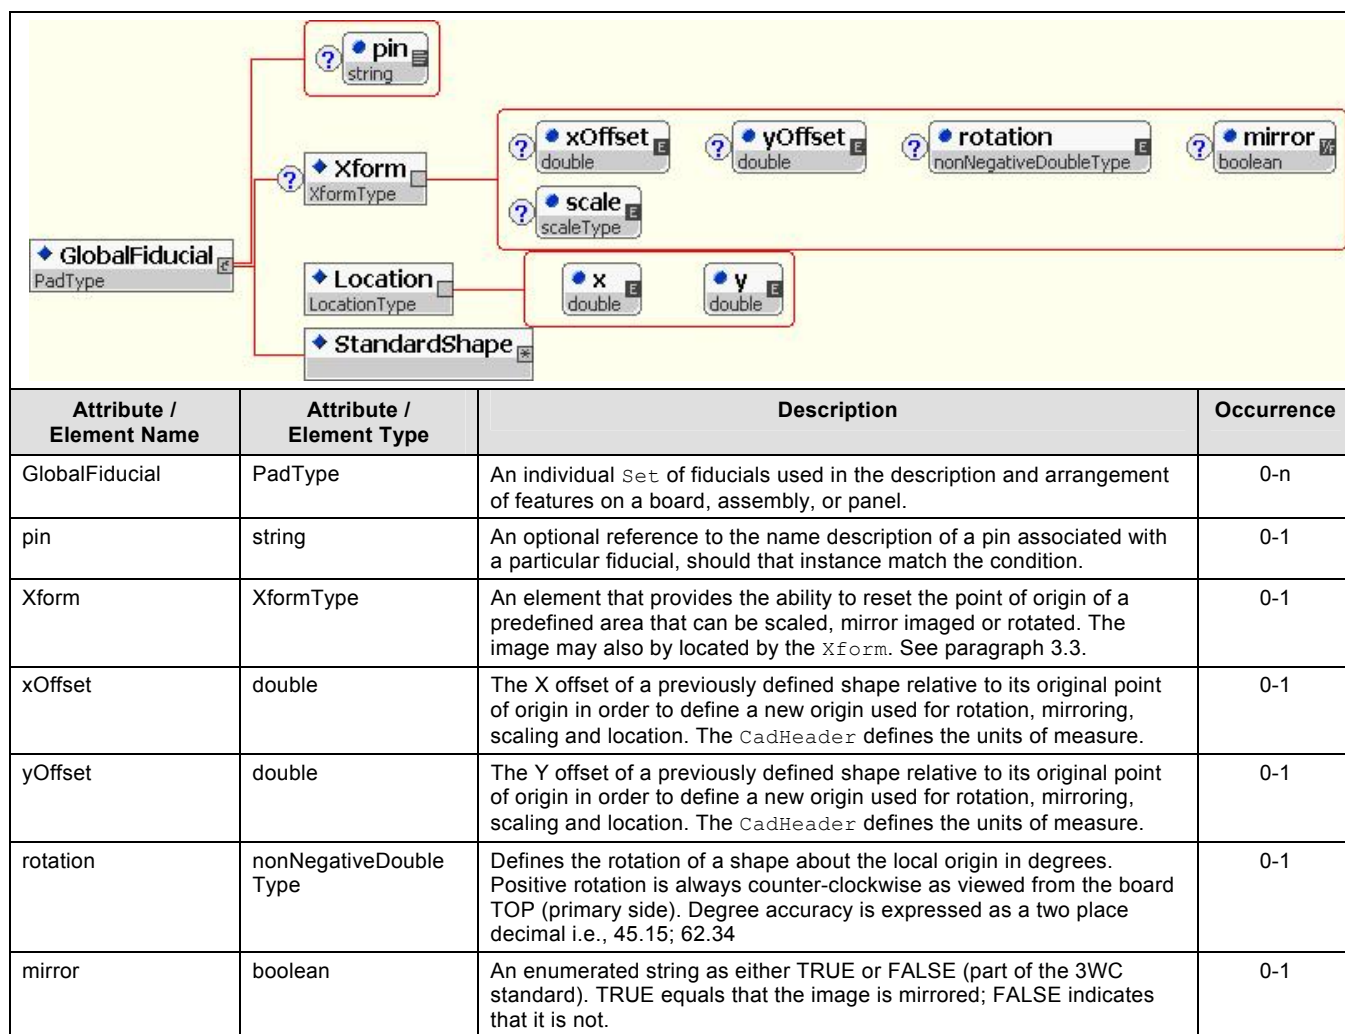 pin
string
xOffset
double
yOffset
double
rotation
nonNegativeDoubleType
mirror
boolean
Xform
XformType
scale
scaleType
GlobalFiducial
PadType
Location
LocationType
x
double
y
double
StandardShape
Attribute /
Element Name
Attribute /
Element Type
Description
Occurrence
GlobalFiducial
PadType
An individual Set of fiducials used in the description and arrangement
of features on a board, assembly, or panel.
0-n
pin
string
An optional reference to the name description of a pin associated with
a particular fiducial, should that instance match the condition.
0-1
Xform
XformType
An element that provides the ability to reset the point of origin of a
predefined area that can be scaled, mirror imaged or rotated. The
image may also by located by the Xform. See paragraph 3.3.
0-1
xOffset
double
The X offset of a previously defined shape relative to its original point
of origin in order to define a new origin used for rotation, mirroring,
scaling and location. The CadHeader defines the units of measure.
0-1
yOffset
double
The Y offset of a previously defined shape relative to its original point
of origin in order to define a new origin used for rotation, mirroring,
scaling and location. The CadHeader defines the units of measure.
0-1
rotation
nonNegativeDouble
Type
Defines the rotation of a shape about the local origin in degrees.
Positive rotation is always counter-clockwise as viewed from the board
TOP (primary side). Degree accuracy is expressed as a two place
decimal i.e., 45.15; 62.34
0-1
mirror
boolean
An enumerated string as either TRUE or FALSE (part of the 3WC
standard). TRUE equals that the image is mirrored; FALSE indicates
that it is not.
0-1